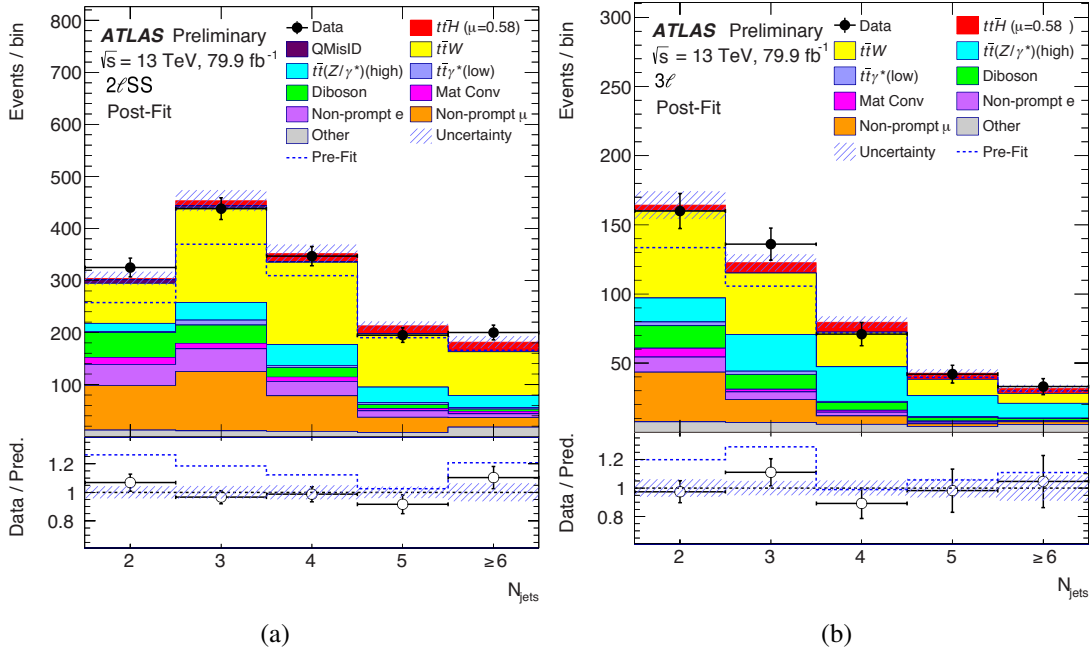 Events / bin
800
700
600
500
400
300
200
100
ATLAS Preliminary
√s = 13 TeV, 79.9 fb⁻¹
2ℓSS
Post-Fit
Data
tt̄H (μ=0.58)
QMisID
tt̄W
tt̄(Z/γ*)(high)
tt̄γ*(low)
Diboson
Mat Conv
Non-prompt e
Non-prompt μ
Other
Uncertainty
Pre-Fit
Data / Pred.
1.2
1
0.8
2 3 4 5 ≥6
N_jets
(a)
Events / bin
300
250
200
150
100
50
ATLAS Preliminary
√s = 13 TeV, 79.9 fb⁻¹
3ℓ
Post-Fit
Data
tt̄H (μ=0.58 )
tt̄W
tt̄(Z/γ*)(high)
tt̄γ*(low)
Diboson
Mat Conv
Non-prompt e
Non-prompt μ
Other
Uncertainty
Pre-Fit
Data / Pred.
1.2
1
0.8
2 3 4 5 ≥6
N_jets
(b)